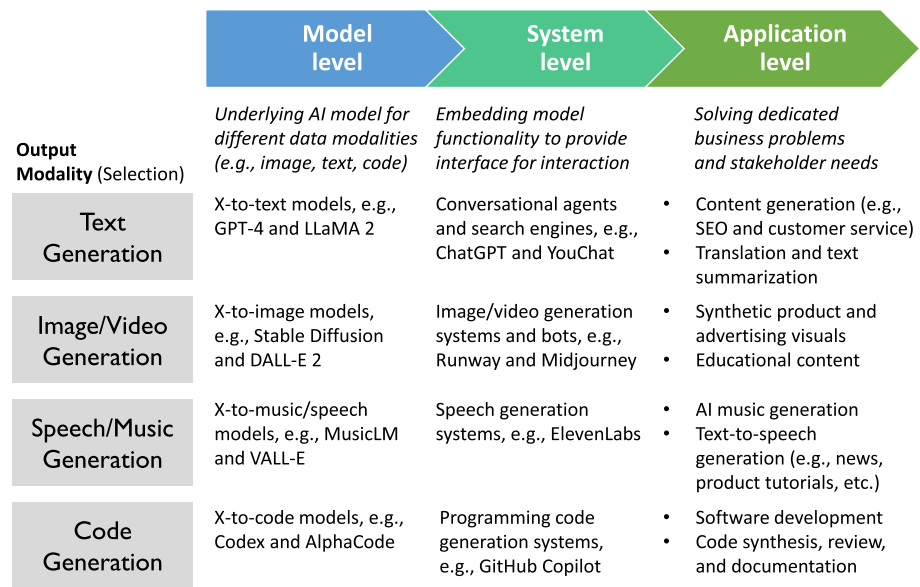 Model
level
System
level
Application
level
Underlying AI model for
different data modalities
(e.g., image, text, code)
Embedding model
functionality to provide
interface for interaction
Solving dedicated
business problems
and stakeholder needs
Output
Modality (Selection)
Text
Generation
X-to-text models, e.g.,
GPT-4 and LLaMA 2
Conversational agents
and search engines, e.g.,
ChatGPT and YouChat
• Content generation (e.g.,
SEO and customer service)
• Translation and text
summarization
Image/Video
Generation
X-to-image models,
e.g., Stable Diffusion
and DALL-E 2
Image/video generation
systems and bots, e.g.,
Runway and Midjourney
• Synthetic product and
advertising visuals
• Educational content
Speech/Music
Generation
X-to-music/speech
models, e.g., MusicLM
and VALL-E
Speech generation
systems, e.g., ElevenLabs
• AI music generation
• Text-to-speech
generation (e.g., news,
product tutorials, etc.)
Code
Generation
X-to-code models, e.g.,
Codex and AlphaCode
Programming code
generation systems,
e.g., GitHub Copilot
• Software development
• Code synthesis, review,
and documentation